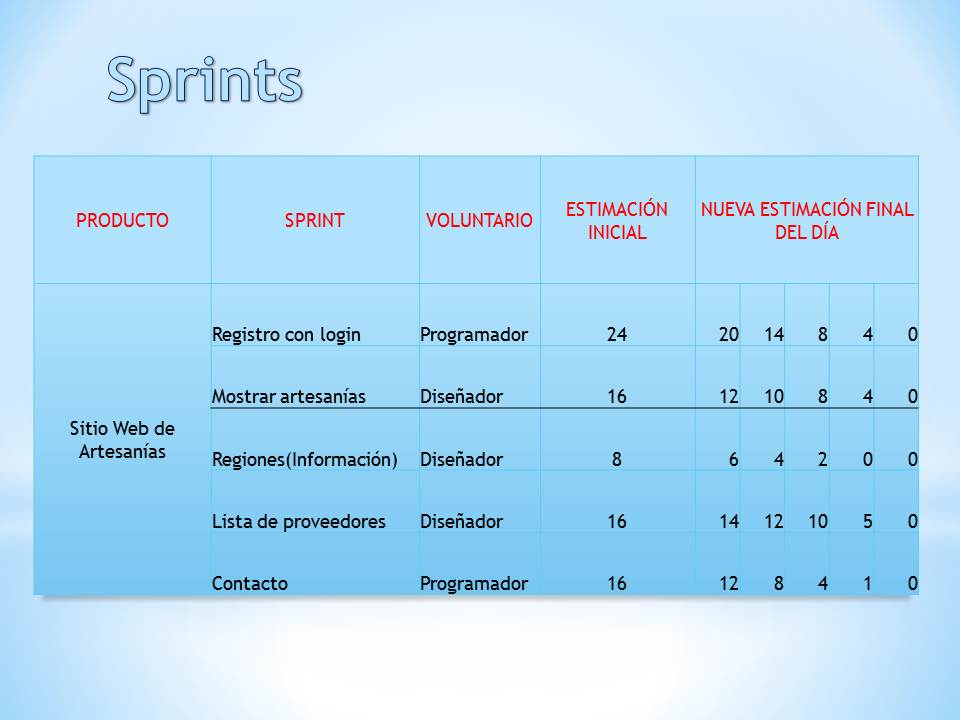 Sprints
PRODUCTO SPRINT VOLUNTARIO ESTIMACIÓN INICIAL NUEVA ESTIMACIÓN FINAL DEL DÍA
Sitio Web de Artesanías
Registro con login Programador 24 20 14 8 4 0
Mostrar artesanías Diseñador 16 12 10 8 4 0
Regiones(Información) Diseñador 8 6 4 2 0 0
Lista de proveedores Diseñador 16 14 12 10 5 0
Contacto Programador 16 12 8 4 1 0